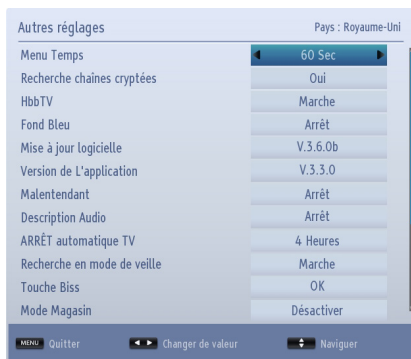 Autres réglages Pays : Royaume-Uni
Menu Temps 60 Sec
Recherche chaînes cryptées Oui
HbbTV Marche
Fond Bleu Arrêt
Mise à jour logicielle V.3.6.0b
Version de L'application V.3.3.0
Malentendant Arrêt
Description Audio Arrêt
ARRÊT automatique TV 4 Heures
Recherche en mode de veille Marche
Touche Biss OK
Mode Magasin Désactiver
MENU Quitter Changer de valeur Naviguer